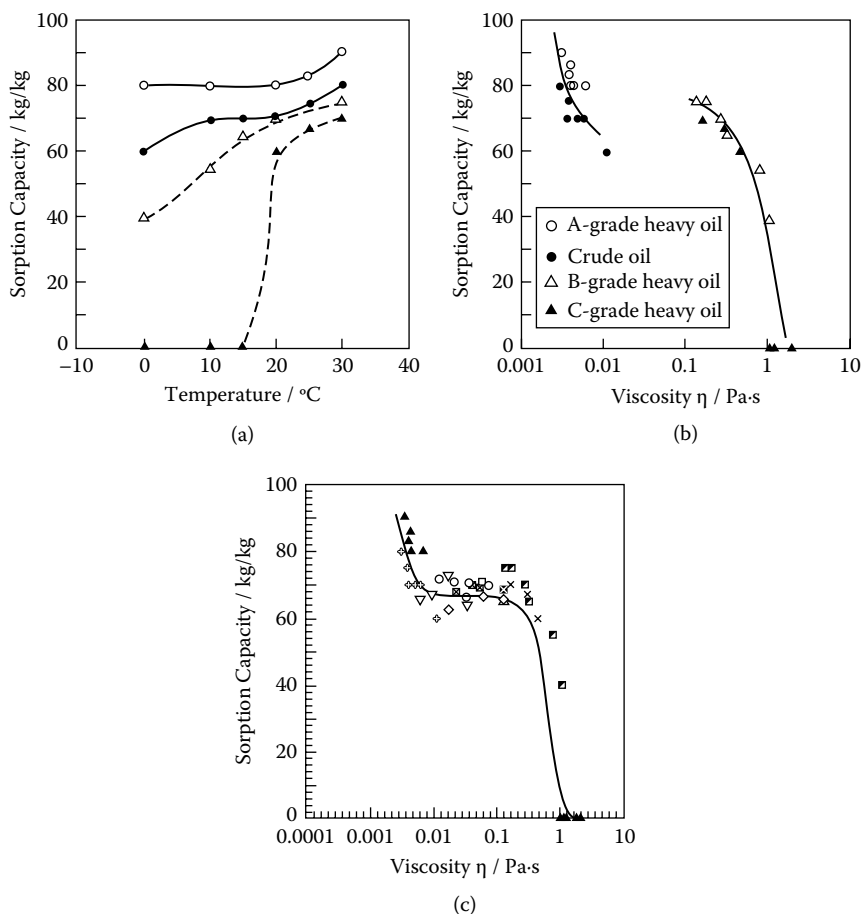 Sorption Capacity / kg/kg
100
80
60
40
20
0
−10
0
10
20
30
40
Temperature / °C
(a)
Sorption Capacity / kg/kg
100
80
60
40
20
0
A-grade heavy oil
Crude oil
B-grade heavy oil
C-grade heavy oil
0.001
0.01
0.1
1
10
Viscosity η / Pa·s
(b)
Sorption Capacity / kg/kg
100
80
60
40
20
0
0.0001
0.001
0.01
0.1
1
10
Viscosity η / Pa·s
(c)